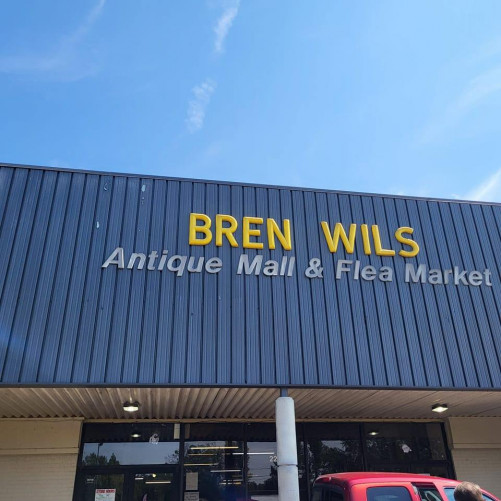 BREN WILS
Antique Mall & Flea Market